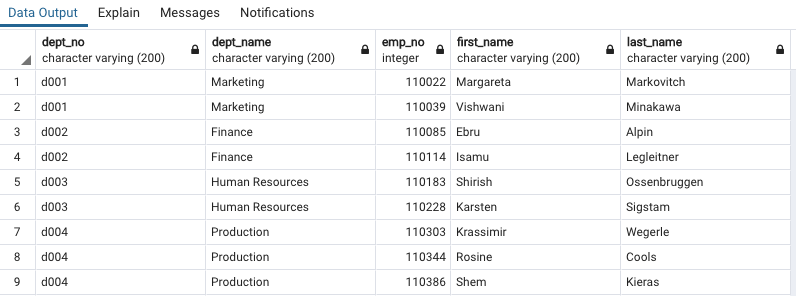 Data Output Explain Messages Notifications
dept_no dept_name emp_no first_name last_name
character varying (200) character varying (200) integer character varying (200) character varying (200)
1 d001 Marketing 110022 Margareta Markovitch
2 d001 Marketing 110039 Vishwani Minakawa
3 d002 Finance 110085 Ebru Alpin
4 d002 Finance 110114 Isamu Legleitner
5 d003 Human Resources 110183 Shirish Ossenbruggen
6 d003 Human Resources 110228 Karsten Sigstam
7 d004 Production 110303 Krassimir Wegerle
8 d004 Production 110344 Rosine Cools
9 d004 Production 110386 Shem Kieras